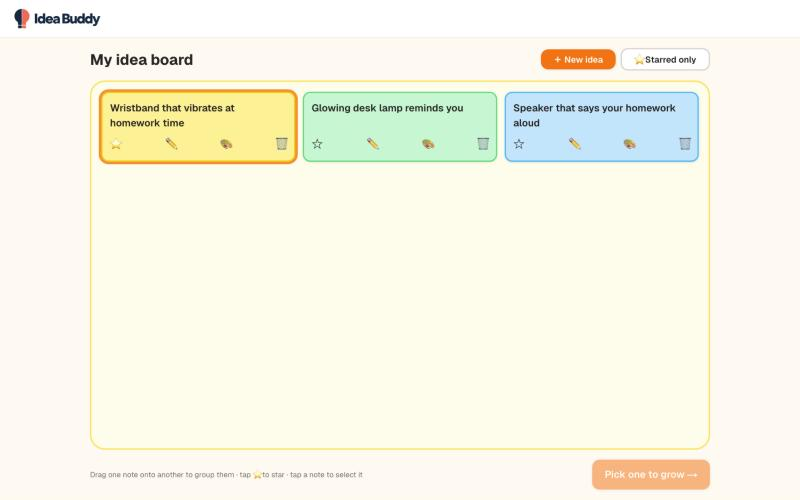 Idea Buddy
My idea board
+ New idea
⭐Starred only
Wristband that vibrates at
homework time
Glowing desk lamp reminds you
Speaker that says your homework
aloud
Drag one note onto another to group them · tap ⭐to star · tap a note to select it
Pick one to grow →